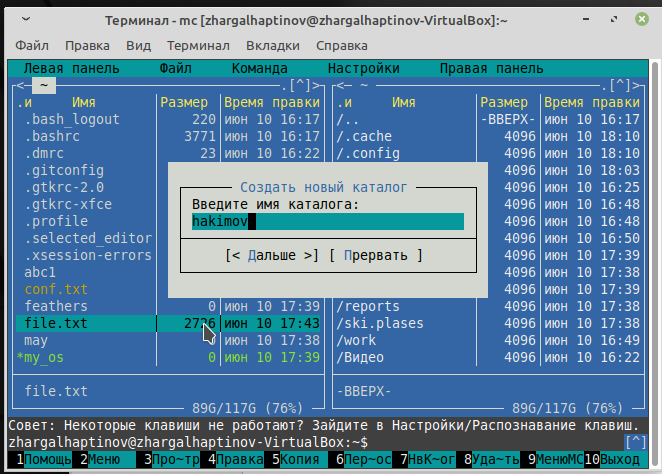 Терминал - mc [zhargalhaptinov@zhargalhaptinov-VirtualBox]:~
Файл Правка Вид Терминал Вкладки Справка
Левая панель Файл Команда Настройки Правая панель
<— ~ .[^]> <— ~ .[^]>
.и Имя Размер Время правки .и Имя Размер Время правки
.bash_logout 220 июн 10 16:17 /.. -ВВЕРХ- июн 10 16:17
.bashrc 3771 июн 10 16:17 /.cache 4096 июн 10 18:10
.dmrc 23 июн 10 16:22 /.config 4096 июн 10 18:10
.gitconfig 4096 июн 10 18:03
.gtkrc-2.0 4096 июн 10 16:25
.gtkrc-xfce 4096 июн 10 16:48
.profile 4096 июн 10 16:48
.selected_editor 4096 июн 10 16:50
.xsession-errors 4096 июн 10 17:39
abc1 4096 июн 10 17:38
conf.txt 4096 июн 10 17:39
feathers 0 июн 10 17:39 /reports 4096 июн 10 17:38
file.txt 2726 июн 10 17:43 /ski.plases 4096 июн 10 17:38
may 0 июн 10 17:38 /work 4096 июн 10 16:49
*my_os 0 июн 10 17:39 /Видео 4096 июн 10 16:22
Создать новый каталог
Введите имя каталога:
hakimov
[< Дальше >] [ Прервать ]
file.txt -ВВЕРХ-
89G/117G (76%) 89G/117G (76%)
Совет: Некоторые клавиши не работают? Зайдите в Настройки/Распознавание клавиш.
zhargalhaptinov@zhargalhaptinov-VirtualBox:~$ [^]
1Помощь 2Меню 3Про~тр 4Правка 5Копия 6Пер~ос 7НвК~ог 8Уда~ть 9МенюМС 10Выход